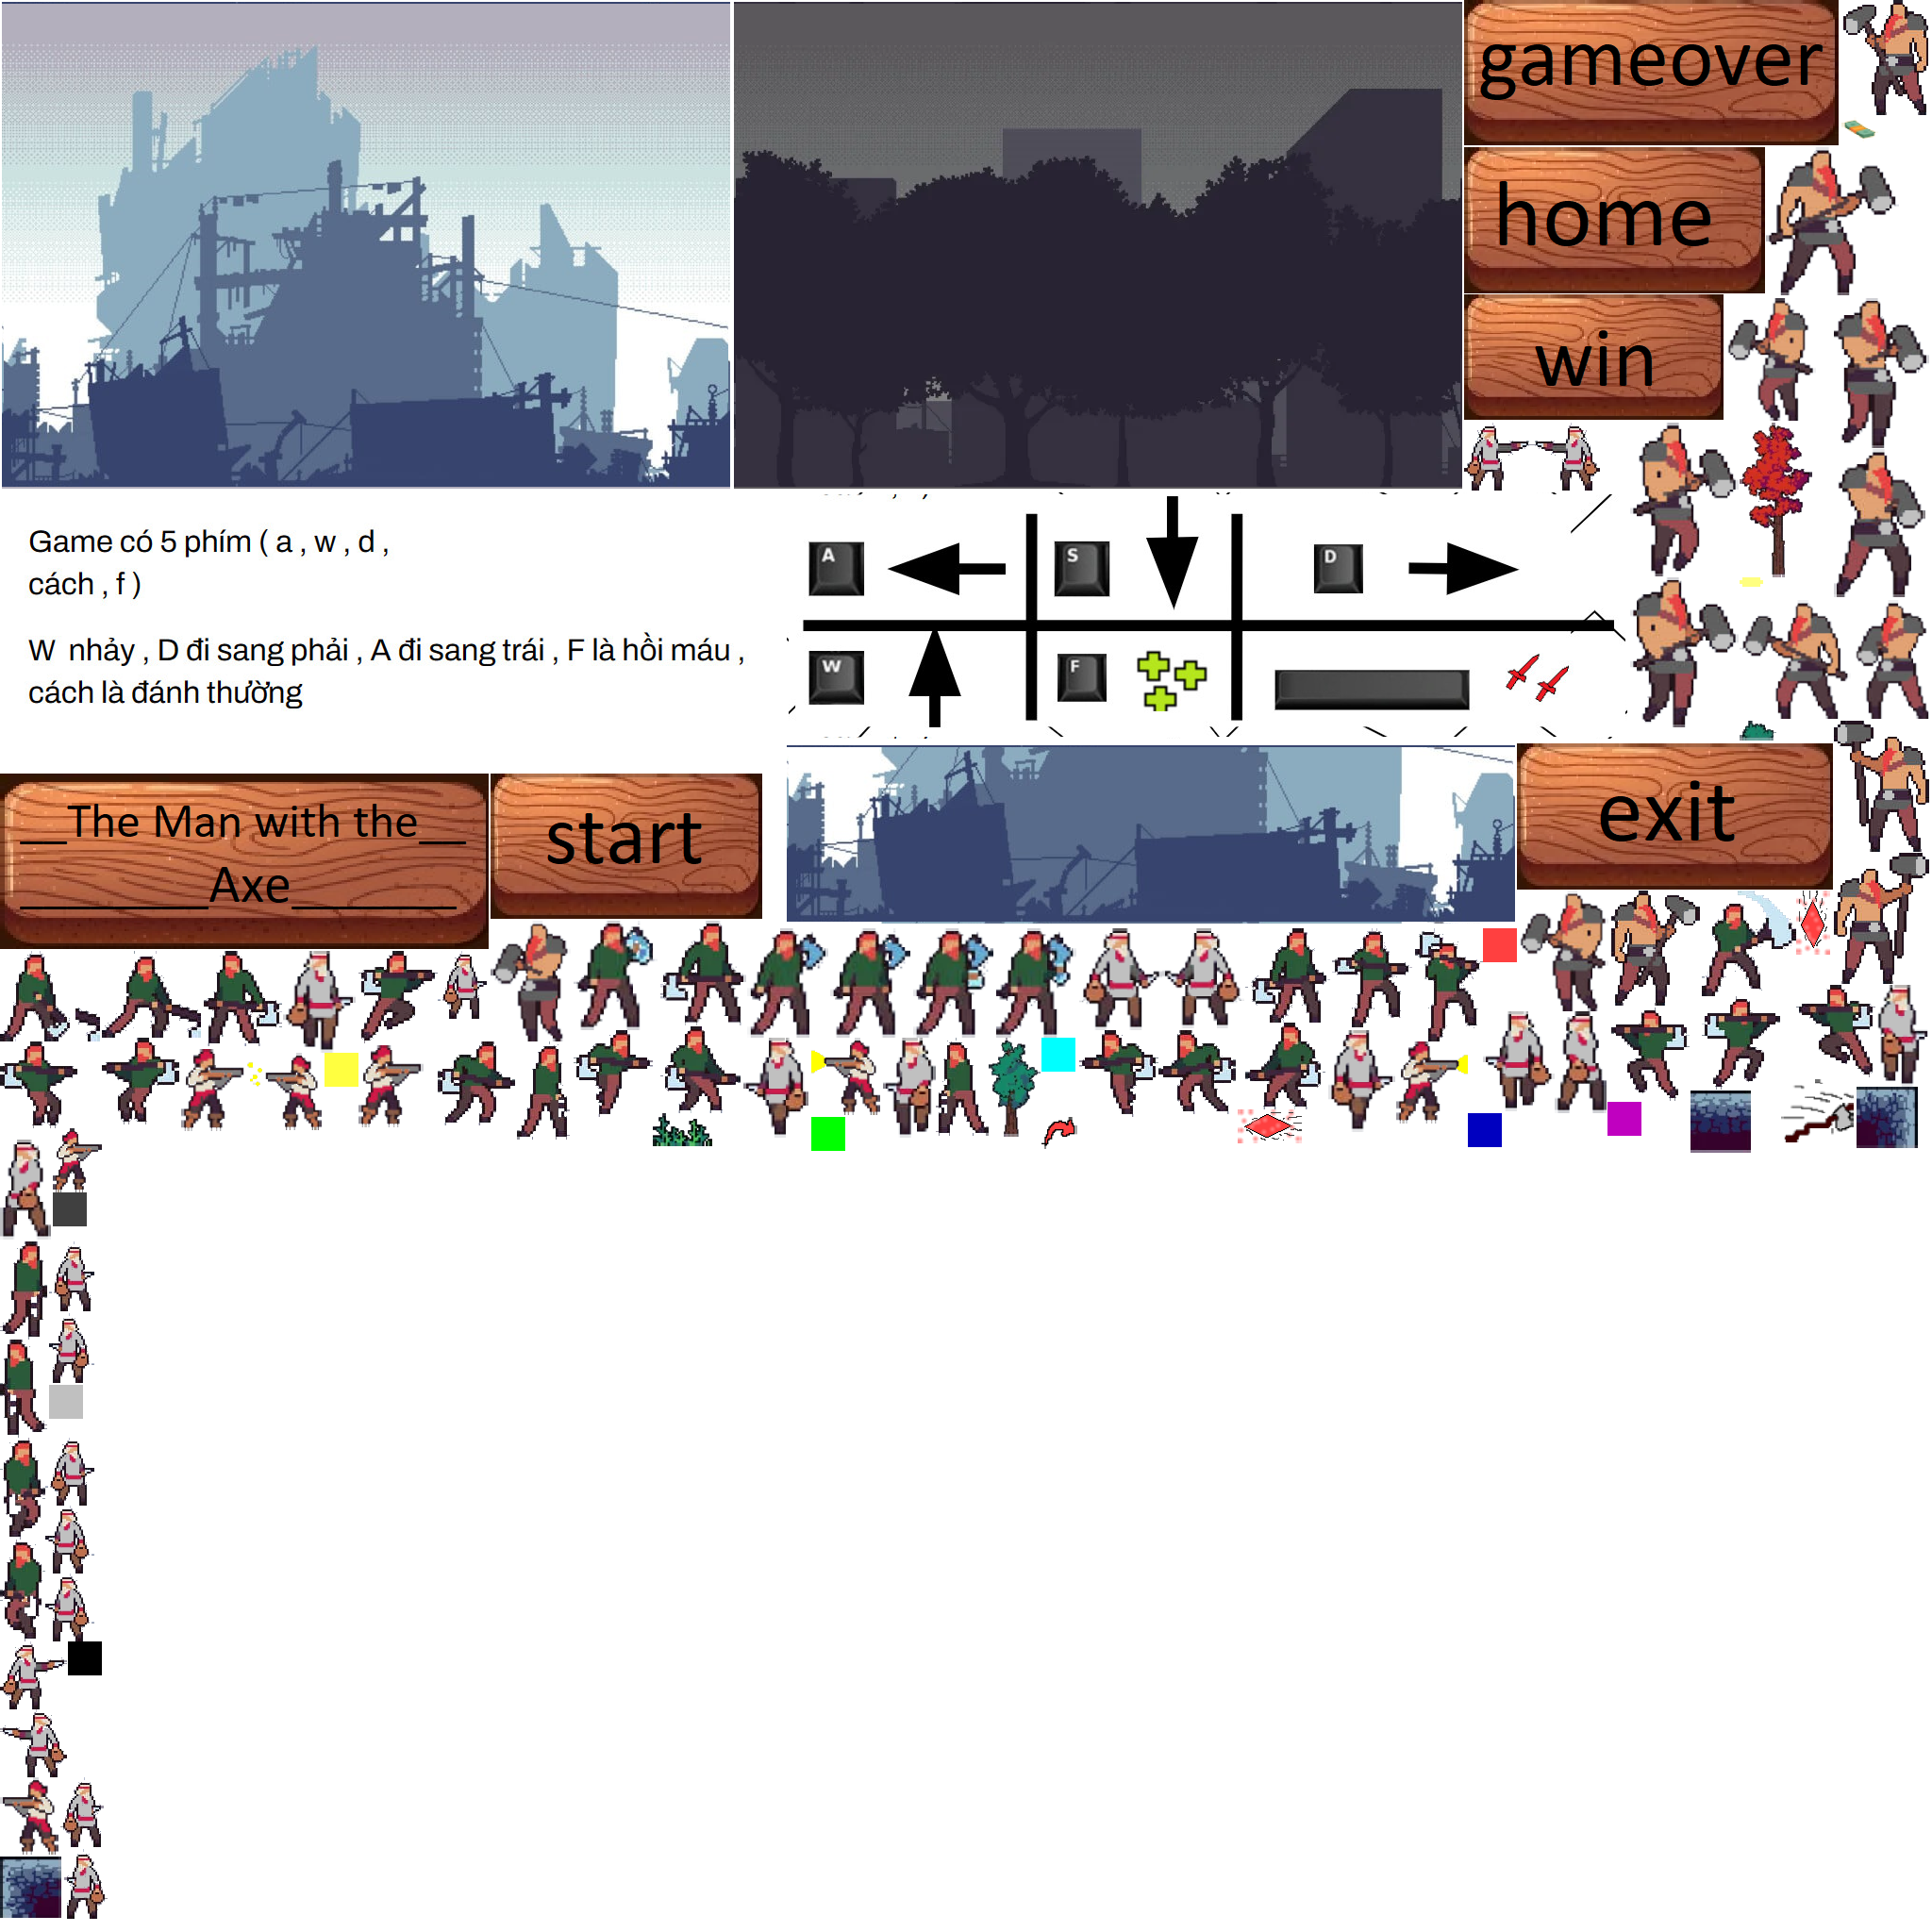 gameover
home
win
Game có 5 phím ( a , w , d ,
cách , f )
W nhảy , D đi sang phải , A đi sang trái , F là hồi máu ,
cách là đánh thường
A
S
D
W
F
__The Man with the__
________Axe_______
start
exit